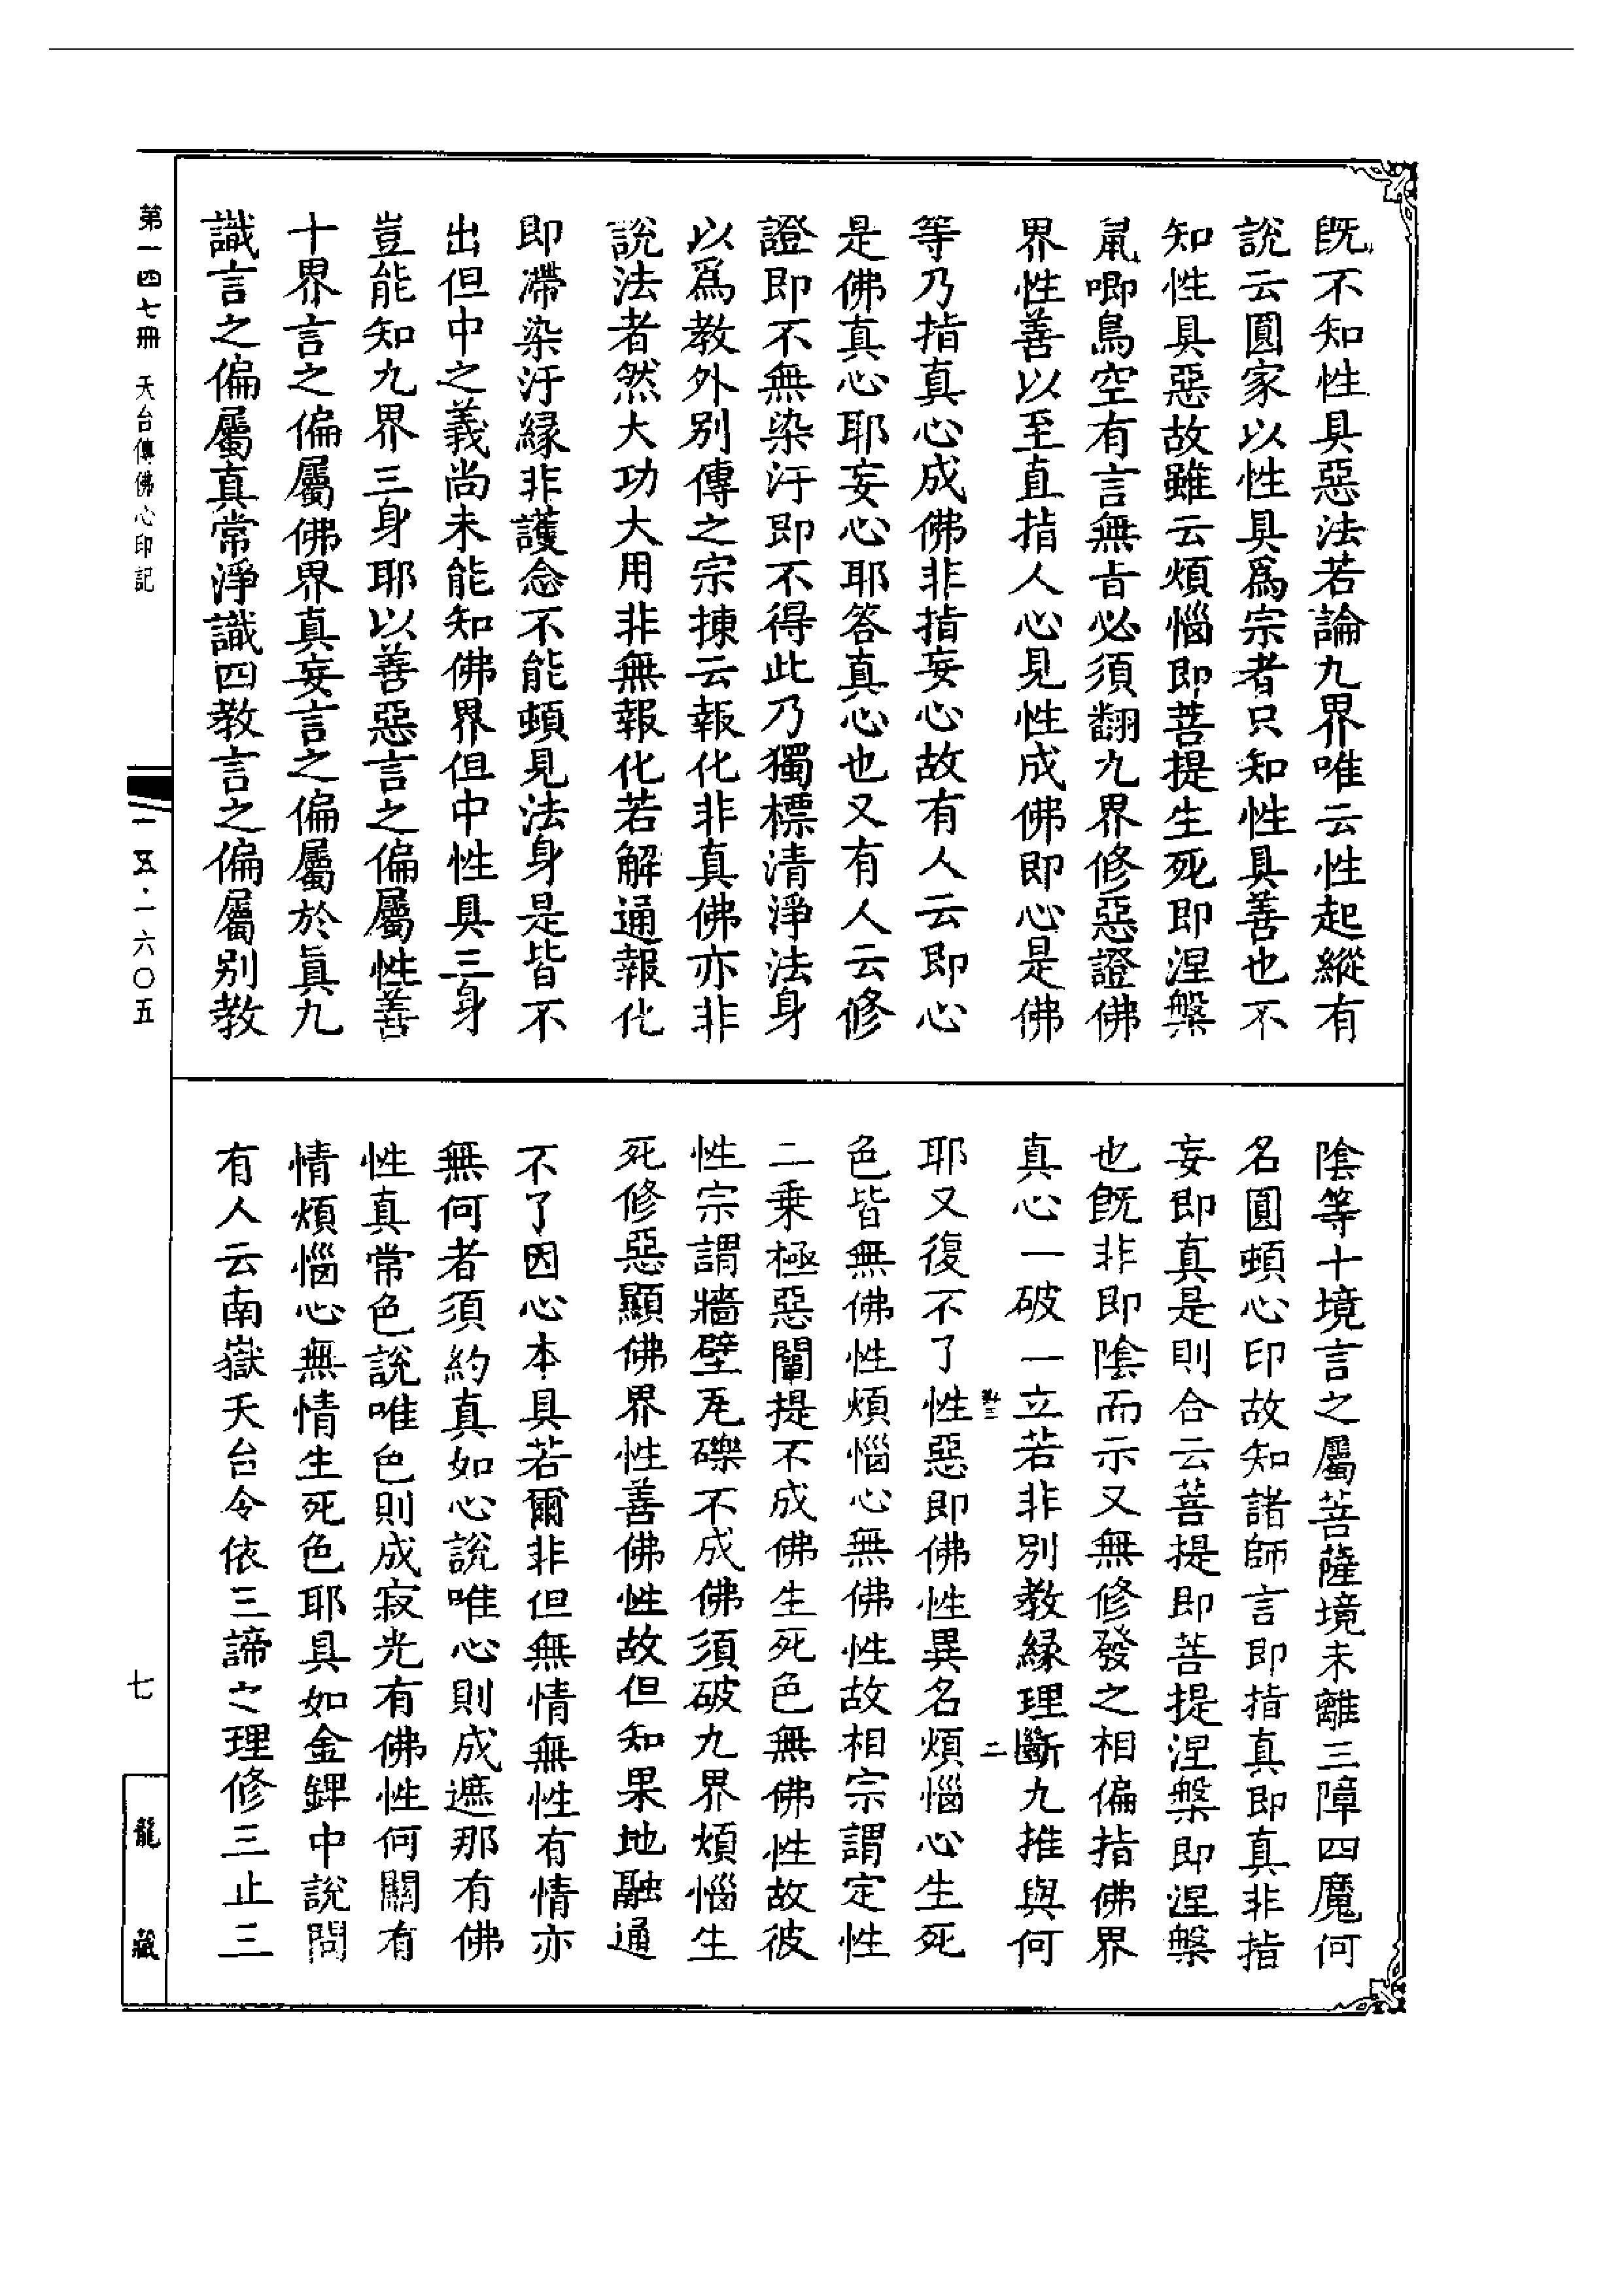 既不知性具惡法若論九界唯云性起縱有
說云圓家以性具爲宗者只知性具善也不
知性具惡故雖云煩惱即菩提生死即涅槃
鼠唧鳥空有言無旨必須翻九界修惡證佛
界性善以至直指人心見性成佛即心是佛
等乃指真心成佛非指妄心故有人云即心
是佛真心耶妄心耶答真心也又有人云修
證即不無染汙即不得此乃獨標清淨法身
以爲教外別傳之宗揀云報化非真佛亦非
說法者然大功大用非無報化若解通報化
即滯染汙縁非護念不能頓見法身是皆不
出但中之義尚未能知佛界但中性具三身
豈能知九界三身耶以善惡言之偏屬性善
十界言之偏屬佛界真妄言之偏屬於真九
識言之偏屬真常淨識四教言之偏屬別教
陰等十境言之屬菩薩境未離三障四魔何
名圓頓心印故知諸師言即指真即真非指
妄即真是則合云菩提即菩提涅槃即涅槃
也既非即陰而示又無修發之相偏指佛界
真心一破一立若非別教縁理斷九推與何
二
耶又復不了性惡即佛性異名煩惱心生死
色皆無佛性煩惱心無佛性故相宗謂定性
二乗極惡闡提不成佛生死色無佛性故彼
性宗謂牆壁瓦礫不成佛須破九界煩惱生
死修惡顯佛界性善佛性故但知果地融通
不了因心本具若爾非但無情無性有情亦
無何者須約真如心說唯心則成遮那有佛
性真常色說唯色則成寂光有佛性何關有
情煩惱心無情生死色耶具如金錍中說問
有人云南嶽天台令依三諦之理修三止三
第一四七冊 天台傳佛心印記
一五五·一六〇五
七
龍藏